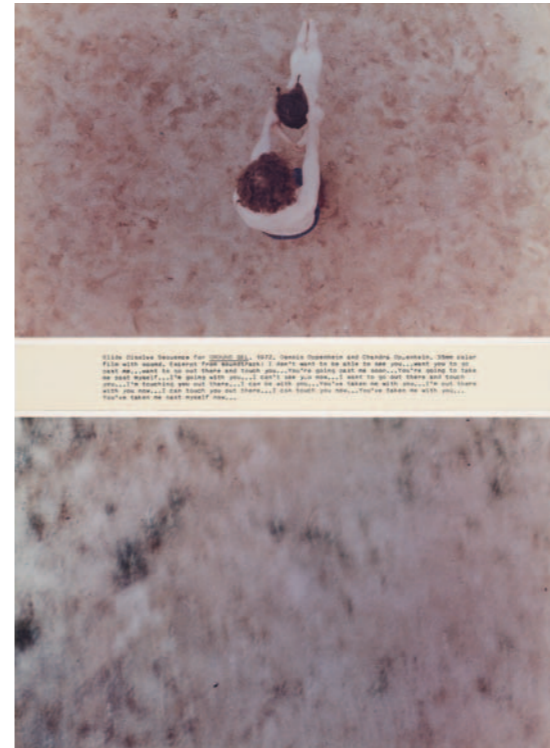 Glide Diazlee Sequence for GROUND GEL, 1972, Dennis Oppenheim and Chandra Oppenheim. 35mm color
film with sound. Excerpt from soundtrack: I don't want to be able to see you...want you to go
past me...want to go out there and touch you...You're going past me soon...You're going to take
me past myself...I'm going with you...I can't see you now...I want to go out there and touch
you...I'm touching you out there...I can be with you...You've taken me with you...I'm out there
with you now...I can touch you out there...I can touch you now...You've taken me with you...
You've taken me past myself now...